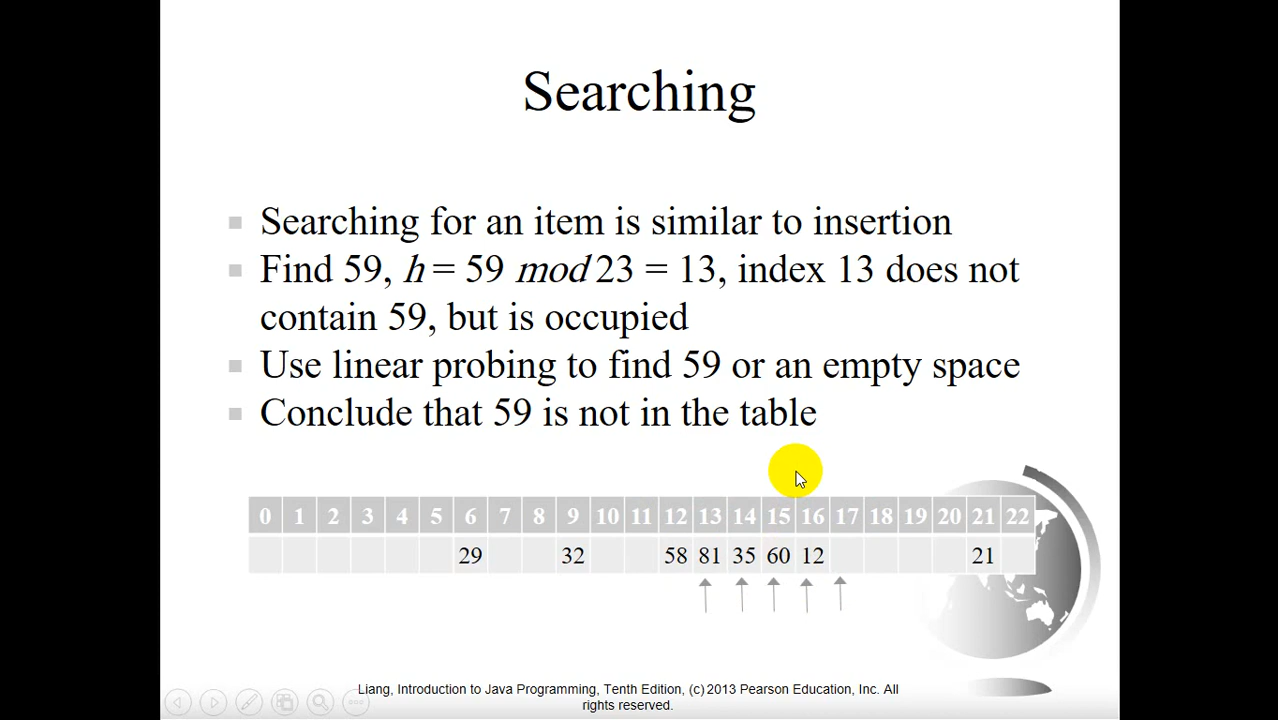 Searching
Searching for an item is similar to insertion
Find 59, h = 59 mod 23 = 13, index 13 does not
contain 59, but is occupied
Use linear probing to find 59 or an empty space
Conclude that 59 is not in the table
0 1 2 3 4 5 6 7 8 9 10 11 12 13 14 15 16 17 18 19 20 21 22
29 32 58 81 35 60 12 21
Liang, Introduction to Java Programming, Tenth Edition, (c) 2013 Pearson Education, Inc. All
rights reserved.